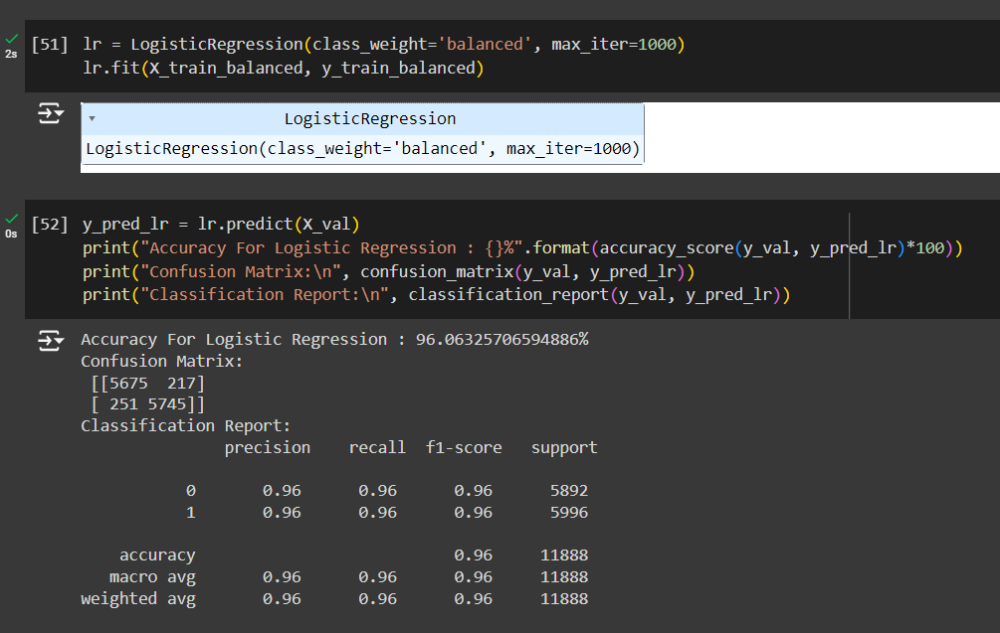 [51] lr = LogisticRegression(class_weight='balanced', max_iter=1000)
2s
lr.fit(X_train_balanced, y_train_balanced)
LogisticRegression
LogisticRegression(class_weight='balanced', max_iter=1000)
[52] y_pred_lr = lr.predict(X_val)
0s
print("Accuracy For Logistic Regression : {}%".format(accuracy_score(y_val, y_pred_lr)*100))
print("Confusion Matrix:\n", confusion_matrix(y_val, y_pred_lr))
print("Classification Report:\n", classification_report(y_val, y_pred_lr))
Accuracy For Logistic Regression : 96.06325706594886%
Confusion Matrix:
[[5675 217]
[ 251 5745]]
Classification Report:
precision recall f1-score support
0 0.96 0.96 0.96 5892
1 0.96 0.96 0.96 5996
accuracy 0.96 11888
macro avg 0.96 0.96 0.96 11888
weighted avg 0.96 0.96 0.96 11888